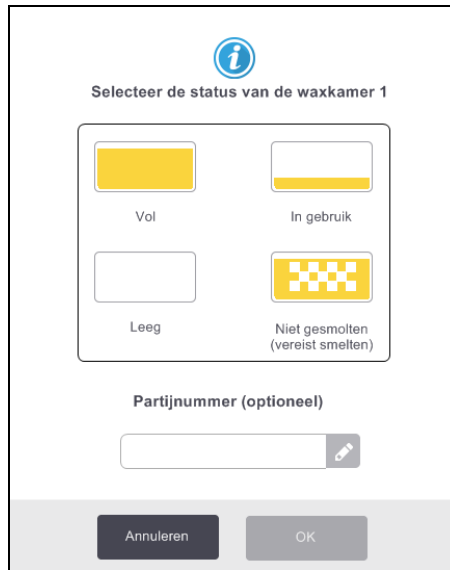 Selecteer de status van de waxkamer 1
Vol
In gebruik
Leeg
Niet gesmolten
(vereist smelten)
Partijnummer (optioneel)
Annuleren
OK